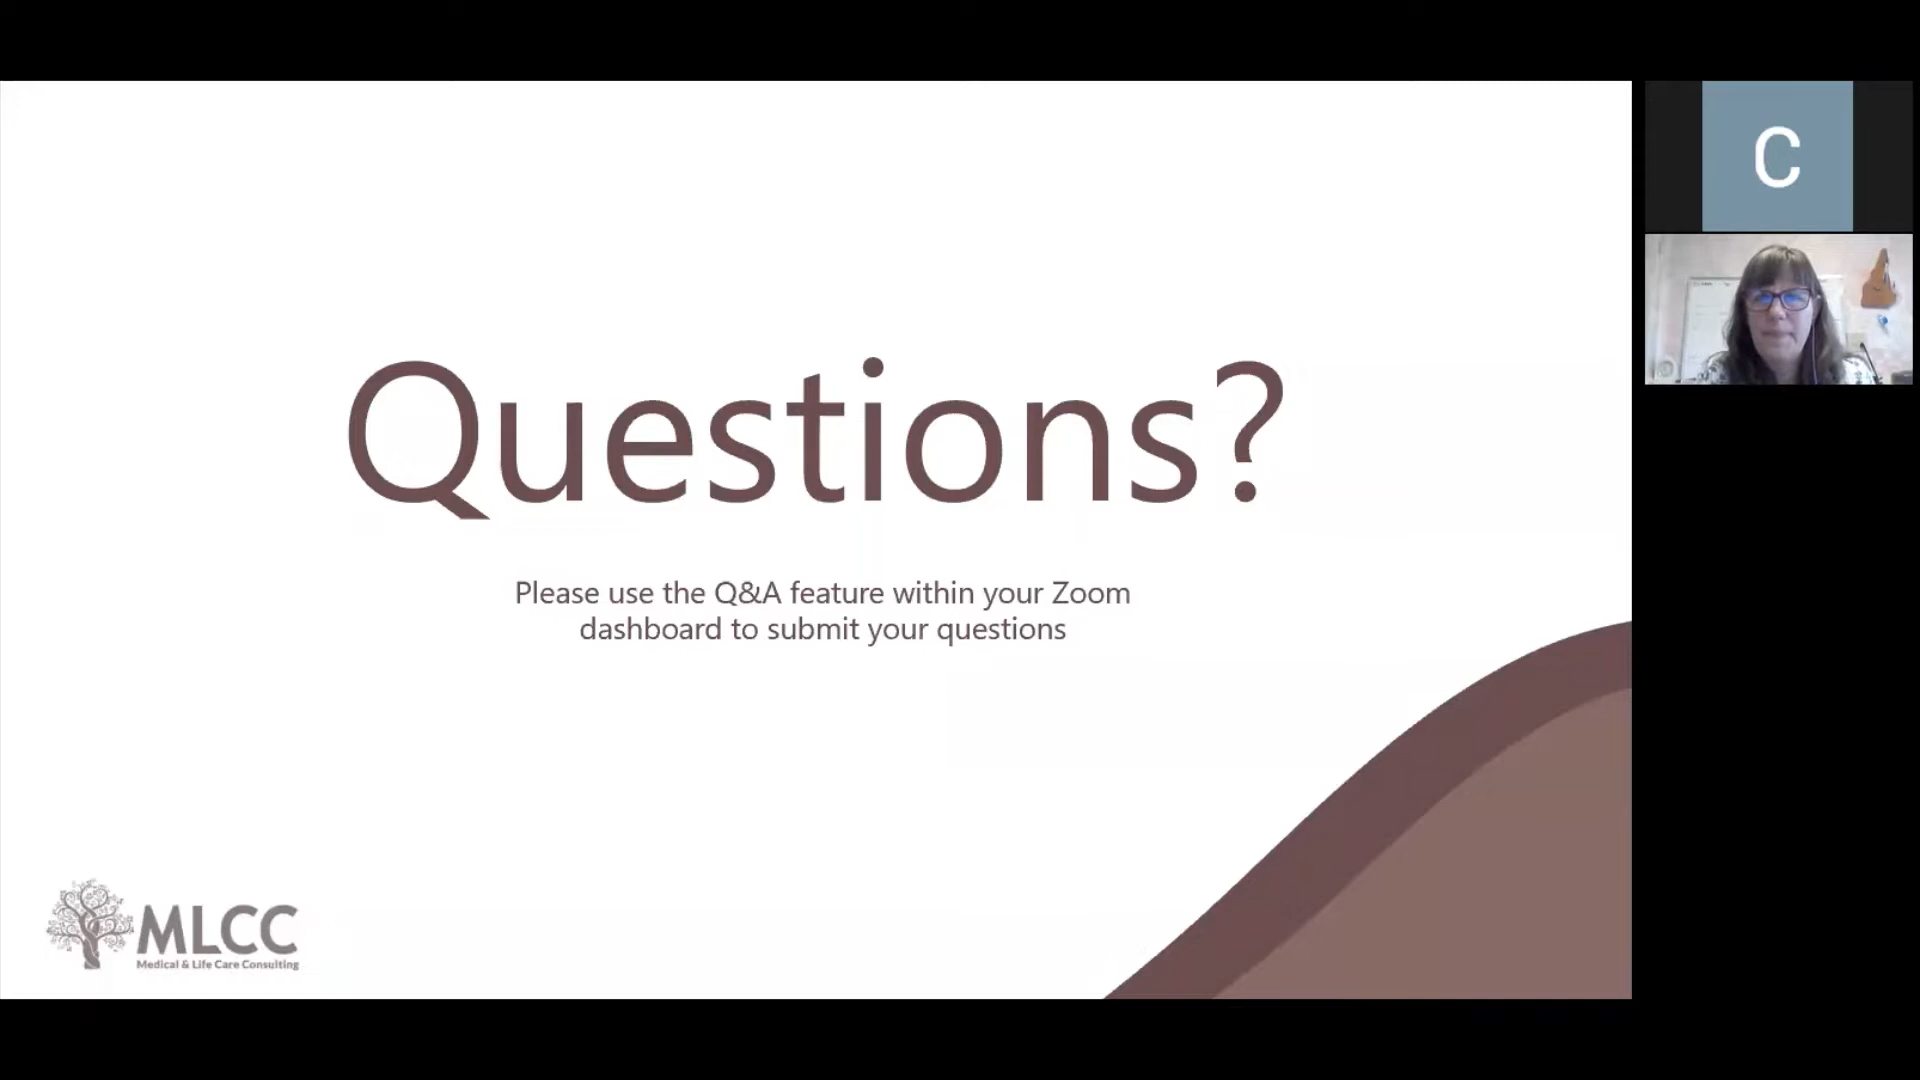 C
Questions?
Please use the Q&A feature within your Zoom
dashboard to submit your questions
MLCC
Medical & Life Care Consulting